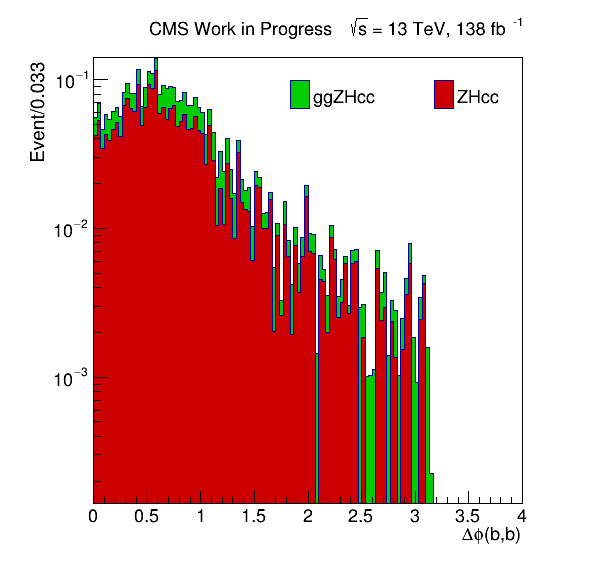 CMS Work in Progress √s = 13 TeV, 138 fb⁻¹
Event/0.033
ggZHcc ZHcc
10⁻¹
10⁻²
10⁻³
0 0.5 1 1.5 2 2.5 3 3.5 4
Δϕ(b,b)